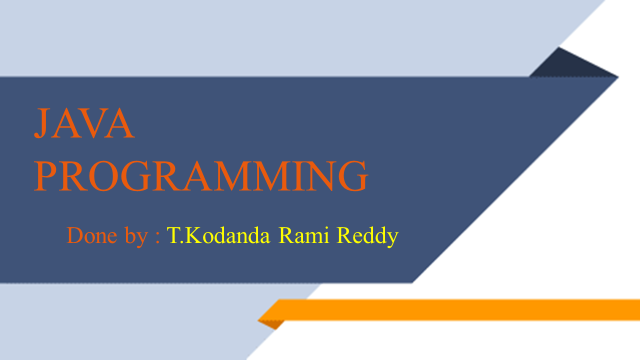 JAVA
PROGRAMMING
Done by : T.Kodanda Rami Reddy